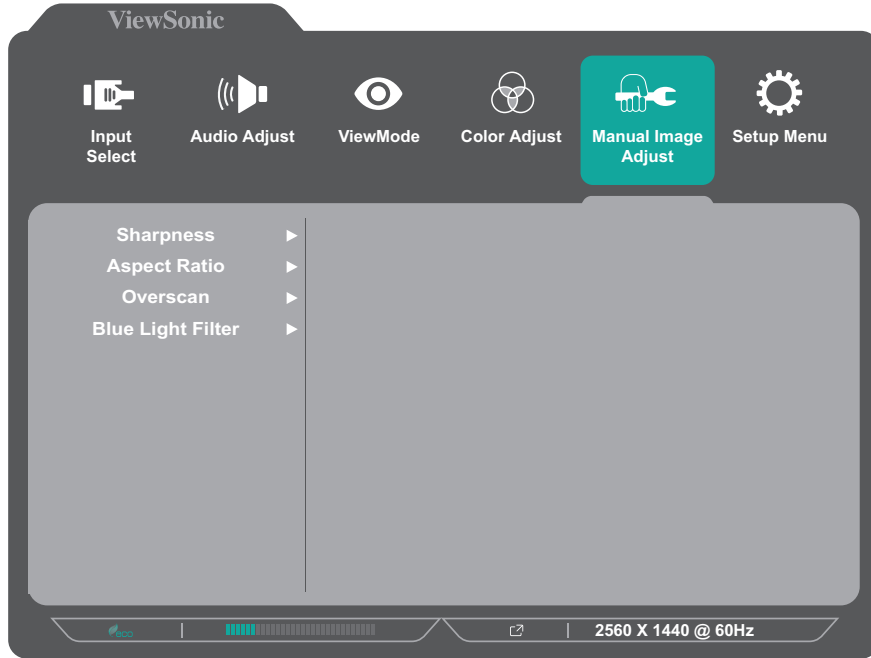 ViewSonic
Input Select
Audio Adjust
ViewMode
Color Adjust
Manual Image Adjust
Setup Menu
Sharpness
Aspect Ratio
Overscan
Blue Light Filter
eco
2560 X 1440 @ 60Hz